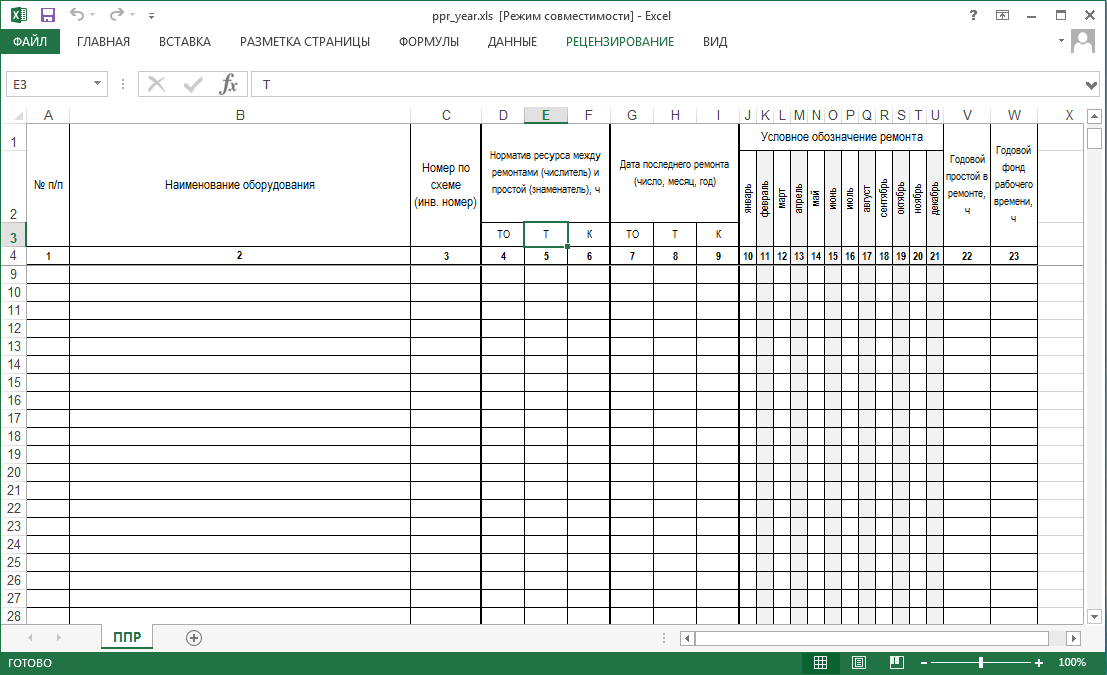 ppr_year.xls [Режим совместимости] - Excel
?
ФАЙЛ ГЛАВНАЯ ВСТАВКА РАЗМЕТКА СТРАНИЦЫ ФОРМУЛЫ ДАННЫЕ РЕЦЕНЗИРОВАНИЕ ВИД
E3 fx Т
A B C D E F G H I J K L M N O P Q R S T U V W X
1
2
3
№ п/п
Наименование оборудования
Номер по
схеме
(инв. номер)
Норматив ресурса между
ремонтами (числитель) и
простой (знаменатель), ч
Дата последнего ремонта
(число, месяц, год)
Условное обозначение ремонта
январь
февраль
март
апрель
май
июнь
июль
август
сентябрь
октябрь
ноябрь
декабрь
Годовой
простой в
ремонте,
ч
Годовой
фонд
рабочего
времени,
ч
ТО Т К ТО Т К
4 1 2 3 4 5 6 7 8 9 10 11 12 13 14 15 16 17 18 19 20 21 22 23
9
10
11
12
13
14
15
16
17
18
19
20
21
22
23
24
25
26
27
28
ППР
ГОТОВО 100%